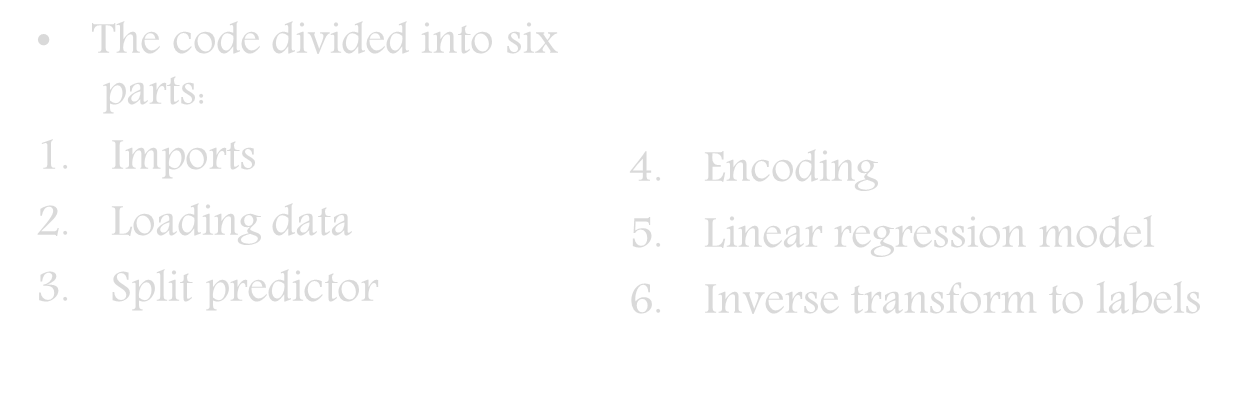 • The code divided into six
parts:
1. Imports
2. Loading data
3. Split predictor
4. Encoding
5. Linear regression model
6. Inverse transform to labels